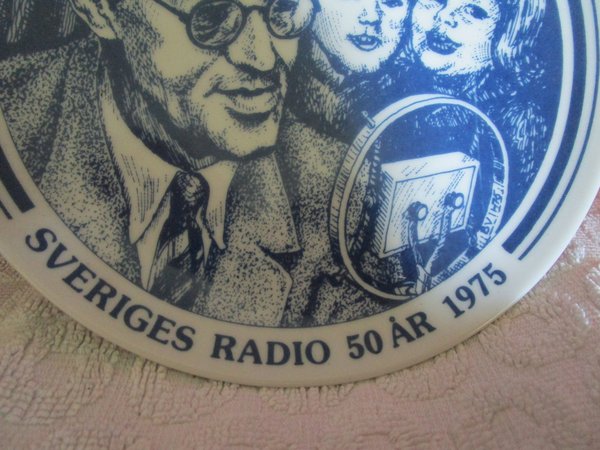 SVERIGES RADIO 50 ÅR 1975